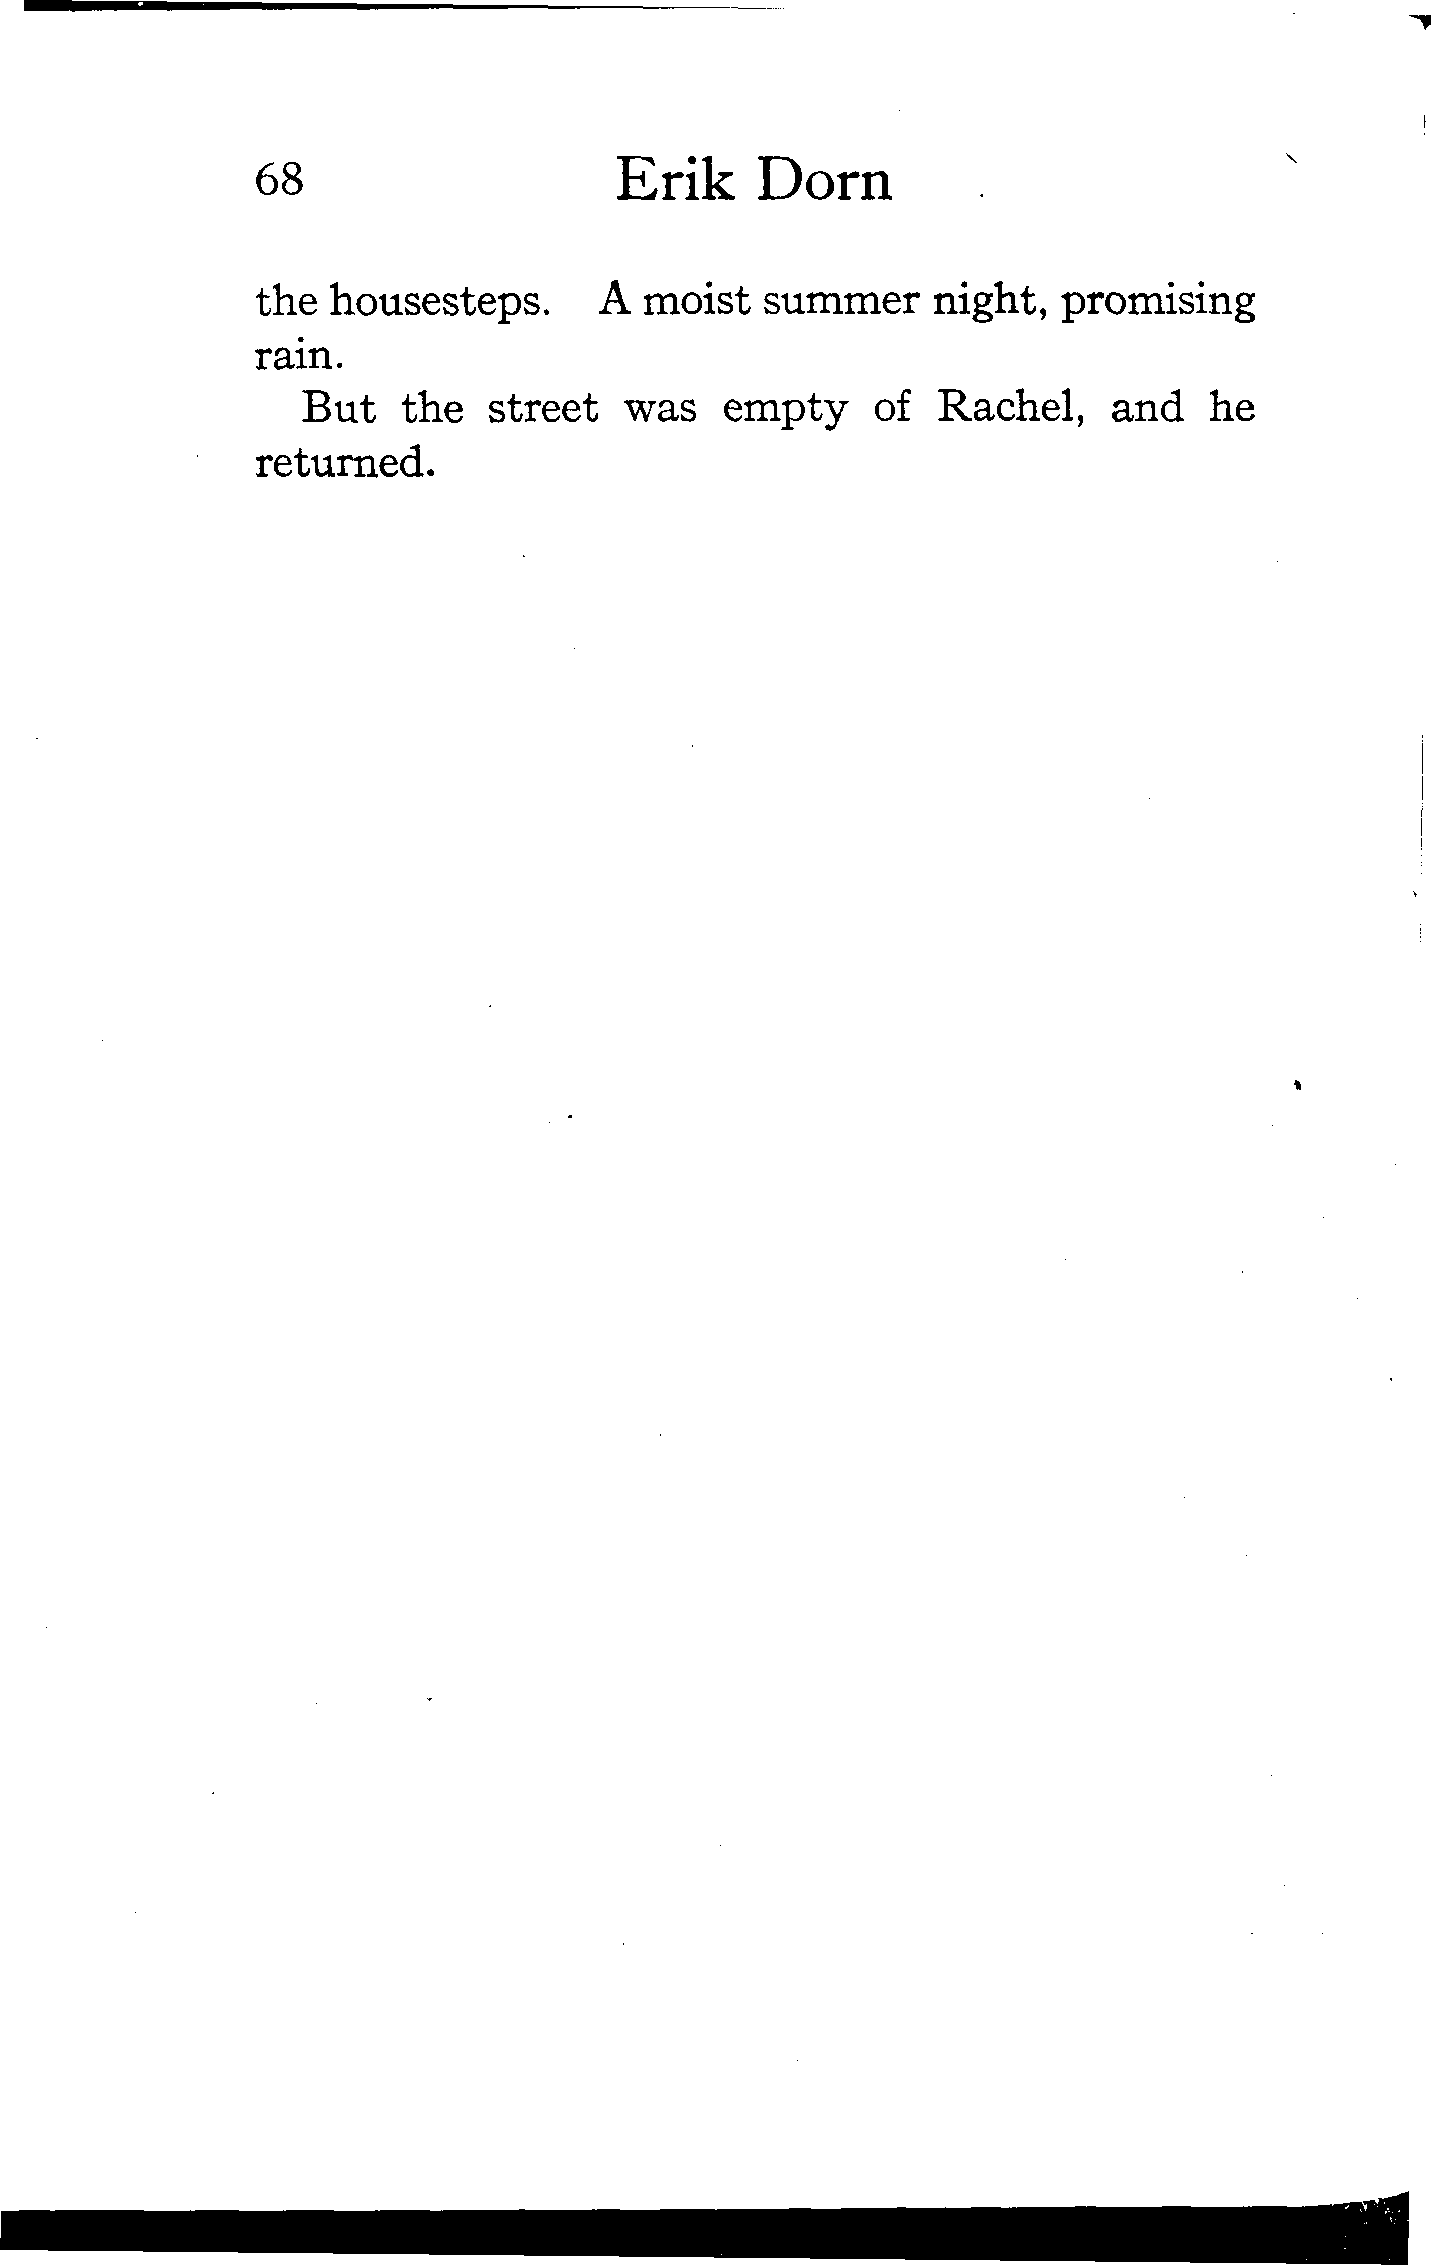 68 Erik Dorn
the housesteps. A moist summer night, promising
rain.
But the street was empty of Rachel, and he
returned.